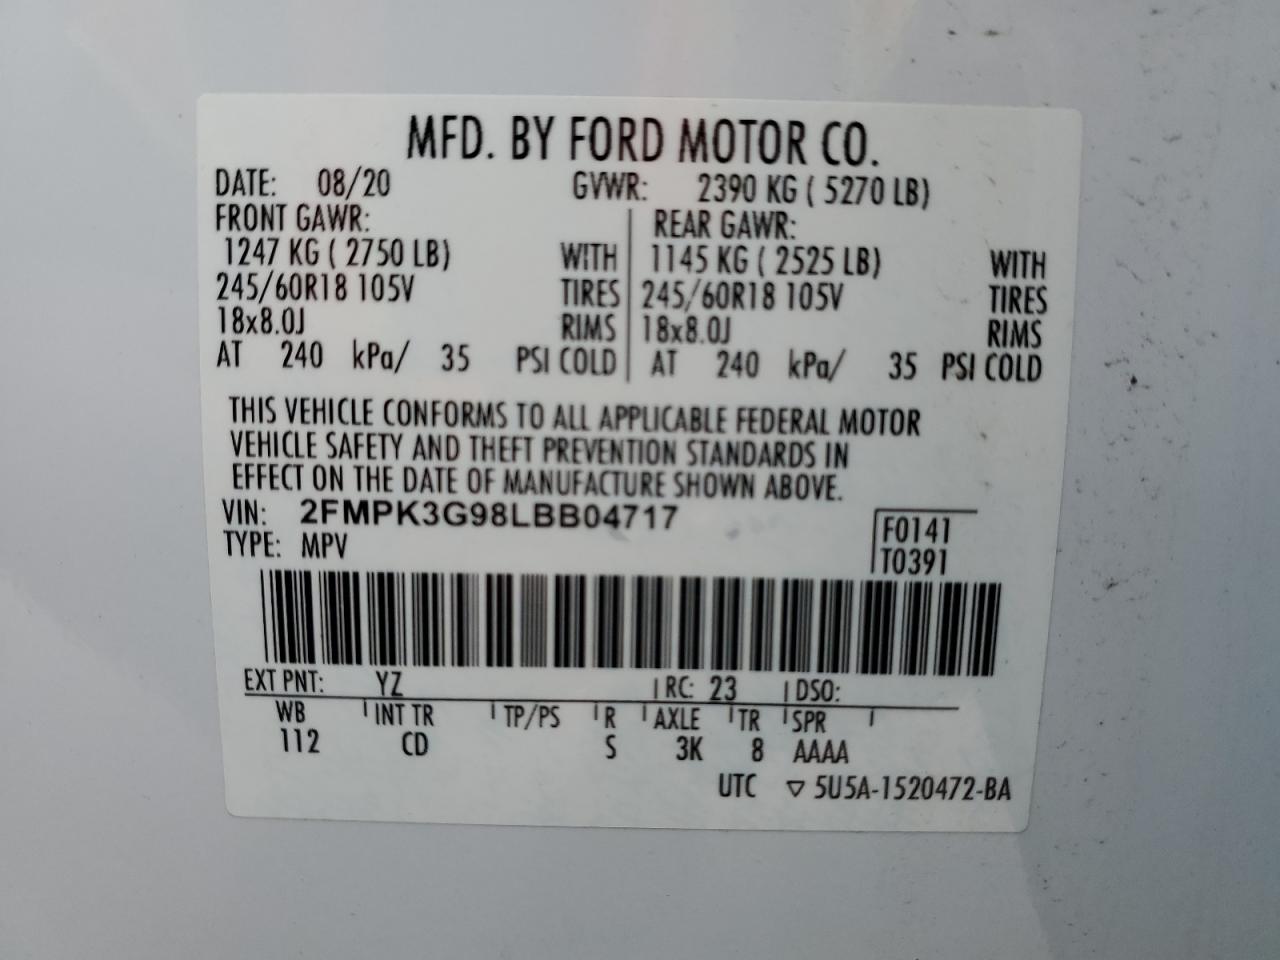 MFD. BY FORD MOTOR CO.
DATE: 08/20 GVWR: 2390 KG ( 5270 LB)
FRONT GAWR: REAR GAWR:
1247 KG ( 2750 LB) WITH 1145 KG ( 2525 LB) WITH
245/60R18 105V TIRES 245/60R18 105V TIRES
18x8.0J RIMS 18x8.0J RIMS
AT 240 kPa/ 35 PSI COLD AT 240 kPa/ 35 PSI COLD
THIS VEHICLE CONFORMS TO ALL APPLICABLE FEDERAL MOTOR
VEHICLE SAFETY AND THEFT PREVENTION STANDARDS IN
EFFECT ON THE DATE OF MANUFACTURE SHOWN ABOVE.
VIN: 2FMPK3G98LBB04717 F0141
TYPE: MPV T0391
EXT PNT: YZ RC: 23 DSO:
WB INT TR TP/PS R AXLE TR SPR
112 CD S 3K 8 AAAA
UTC ▽ 5U5A-1520472-BA